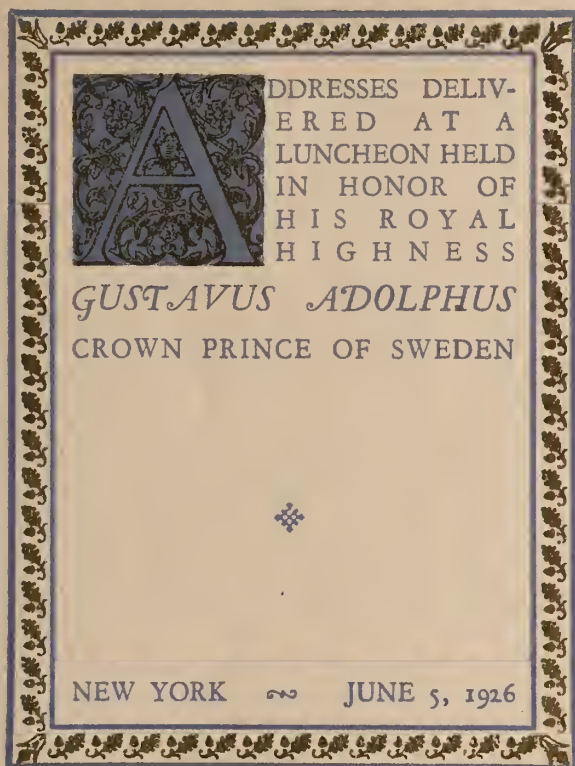 ADDRESSES DELIV-
ERED AT A
LUNCHEON HELD
IN HONOR OF
HIS ROYAL
HIGHNESS
GUSTAVUS ADOLPHUS
CROWN PRINCE OF SWEDEN
NEW YORK ~ JUNE 5, 1926